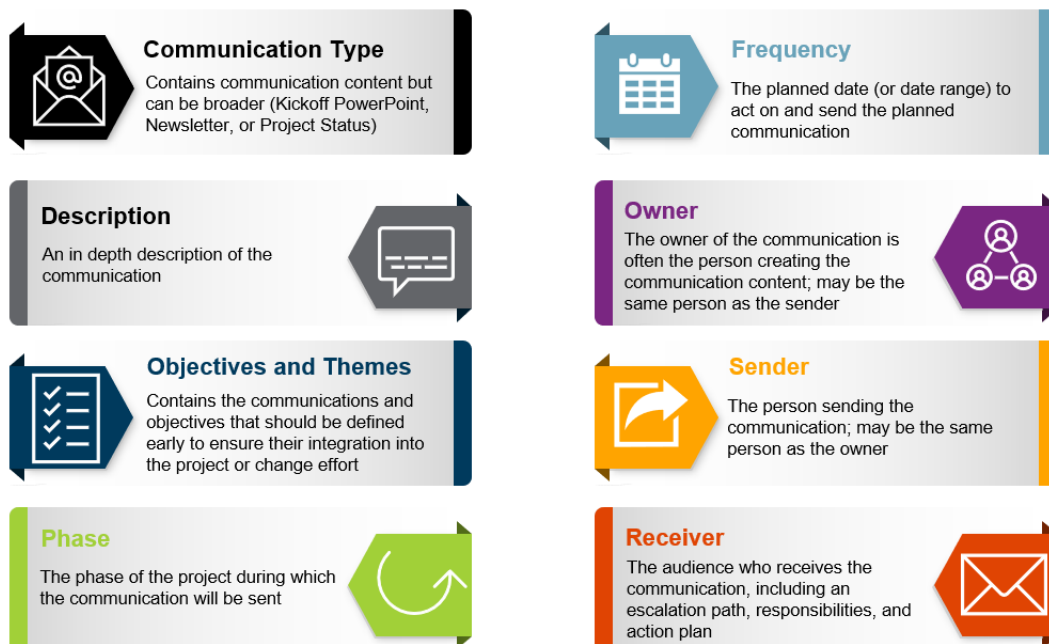 Communication Type
Contains communication content but
can be broader (Kickoff PowerPoint,
Newsletter, or Project Status)
Description
An in depth description of the
communication
Objectives and Themes
Contains the communications and
objectives that should be defined
early to ensure their integration into
the project or change effort
Phase
The phase of the project during which
the communication will be sent
Frequency
The planned date (or date range) to
act on and send the planned
communication
Owner
The owner of the communication is
often the person creating the
communication content; may be the
same person as the sender
Sender
The person sending the
communication; may be the same
person as the owner
Receiver
The audience who receives the
communication, including an
escalation path, responsibilities, and
action plan